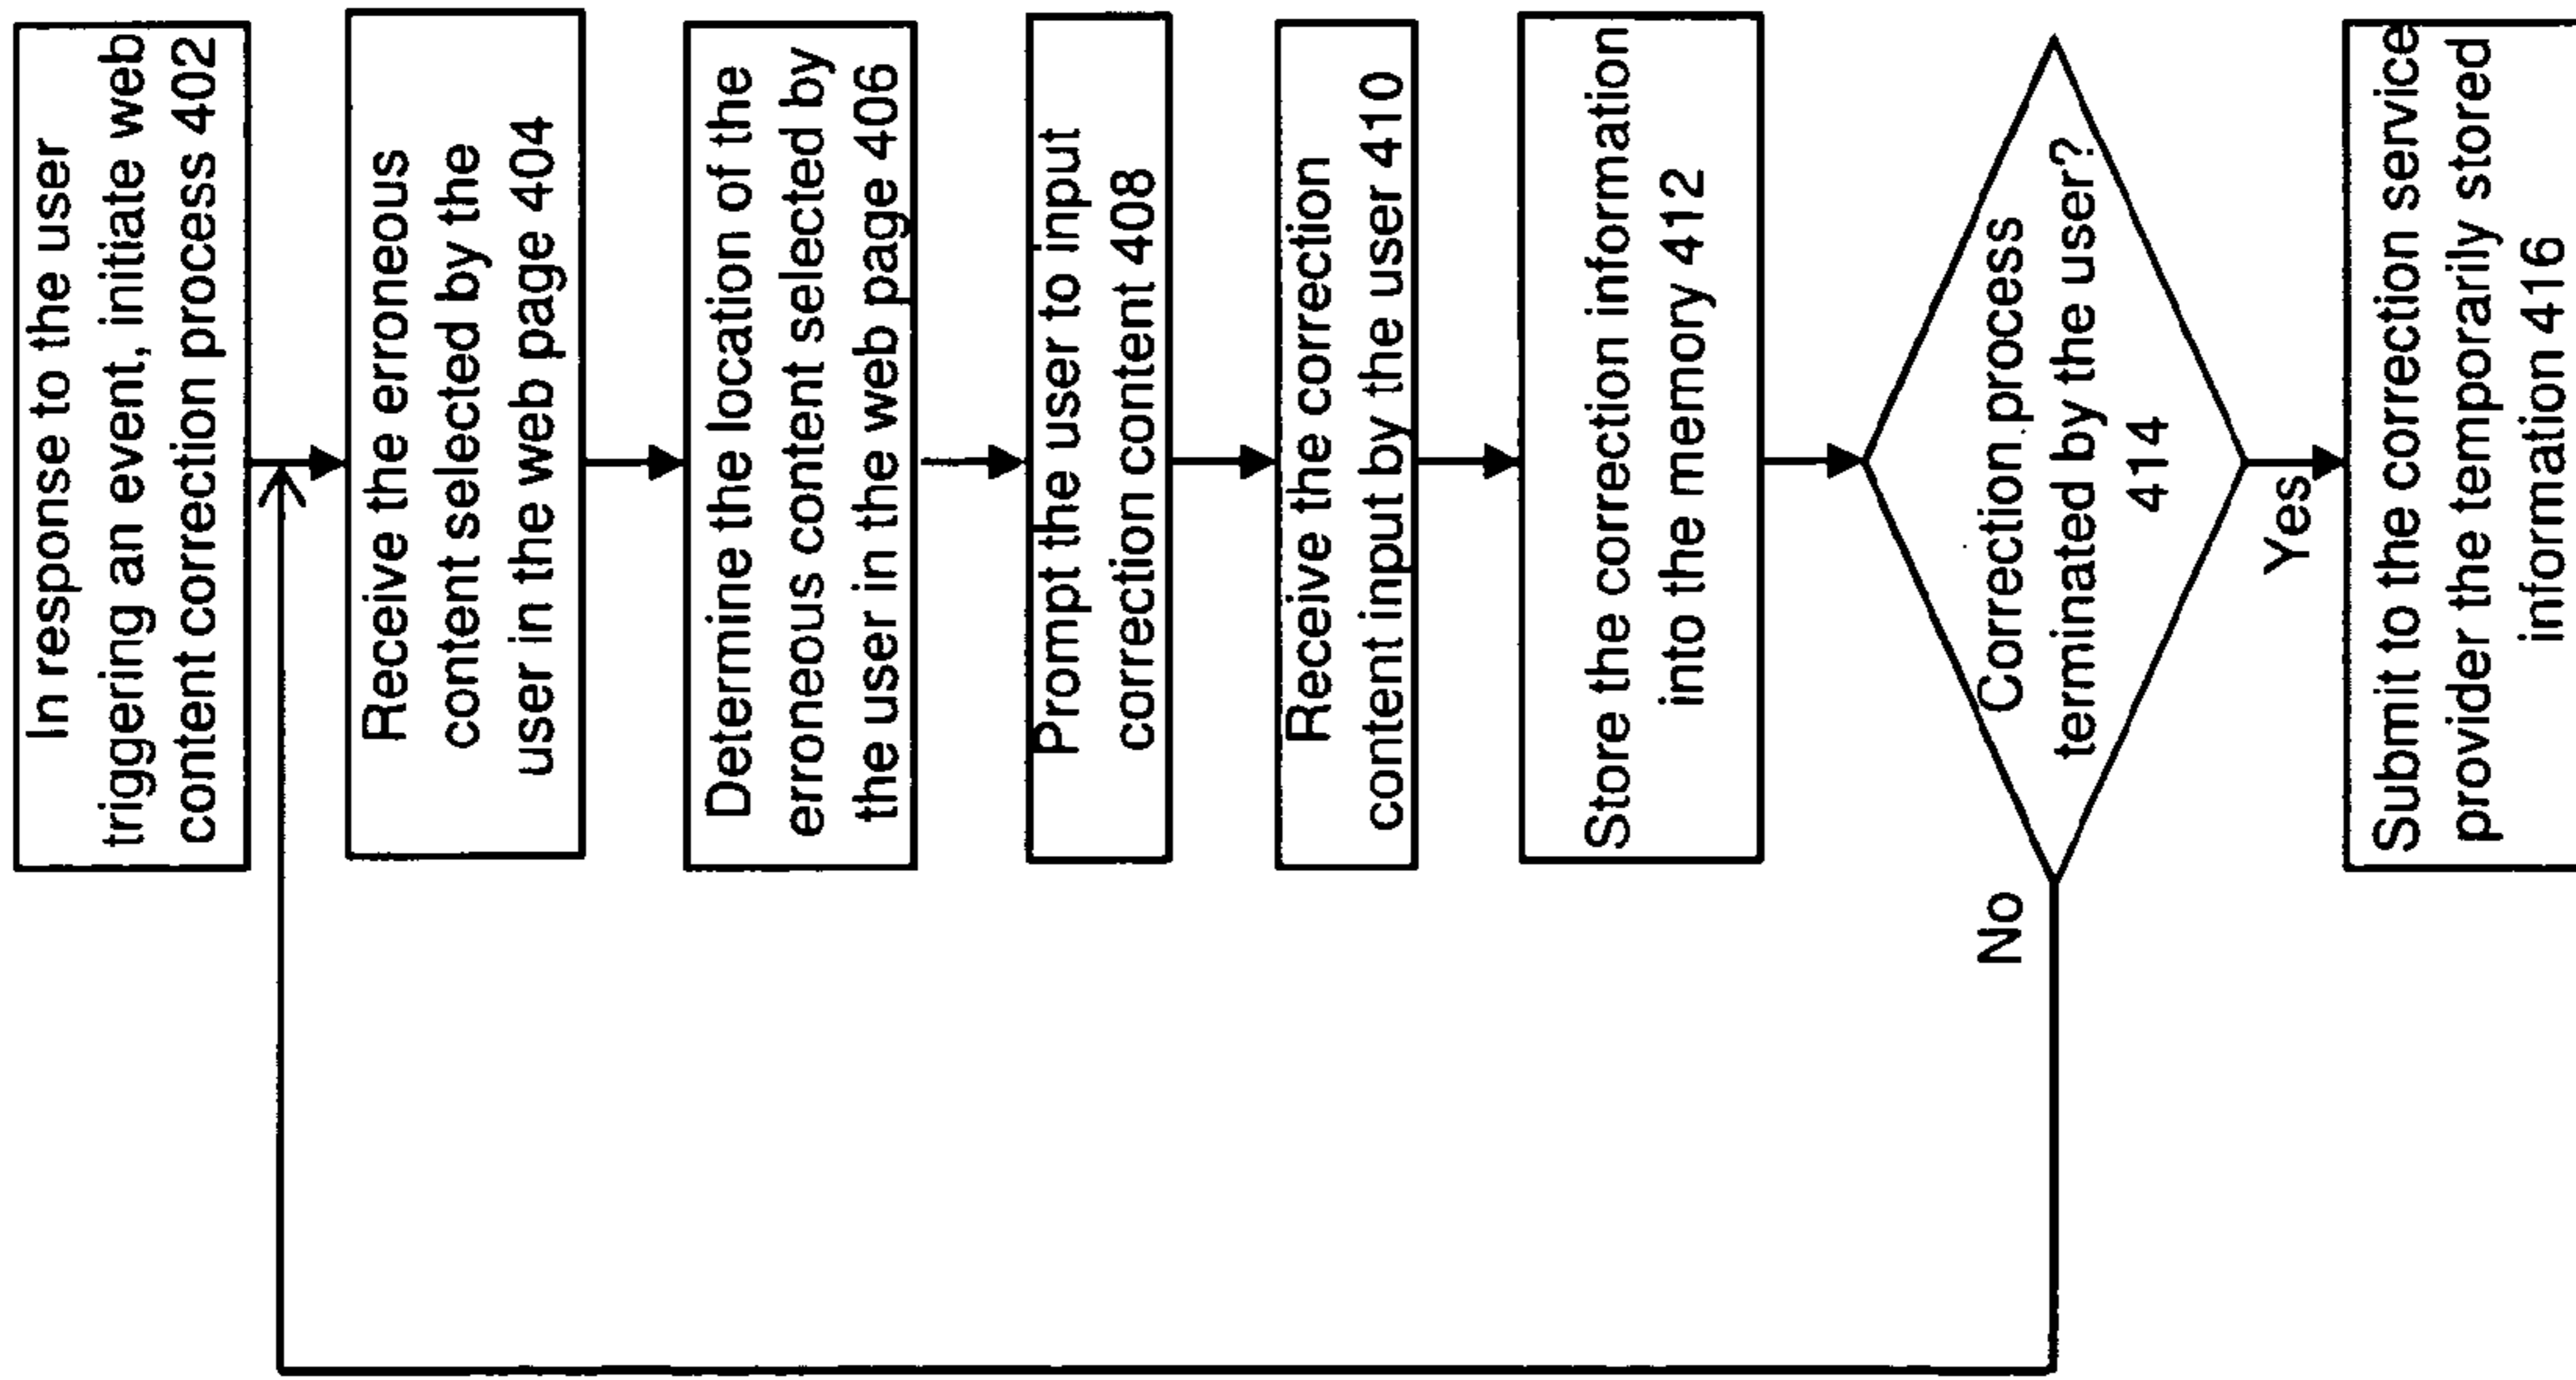 In response to the user
triggering an event, initiate web
content correction process 402
Receive the erroneous
content selected by the
user in the web page 404
Determine the location of the
erroneous content selected by
the user in the web page 406
Prompt the user to input
correction content 408
Receive the correction
content input by the user 410
Store the correction information
into the memory 412
Correction process
terminated by the user?
414
No
Yes
Submit to the correction service
provider the temporarily stored
information 416